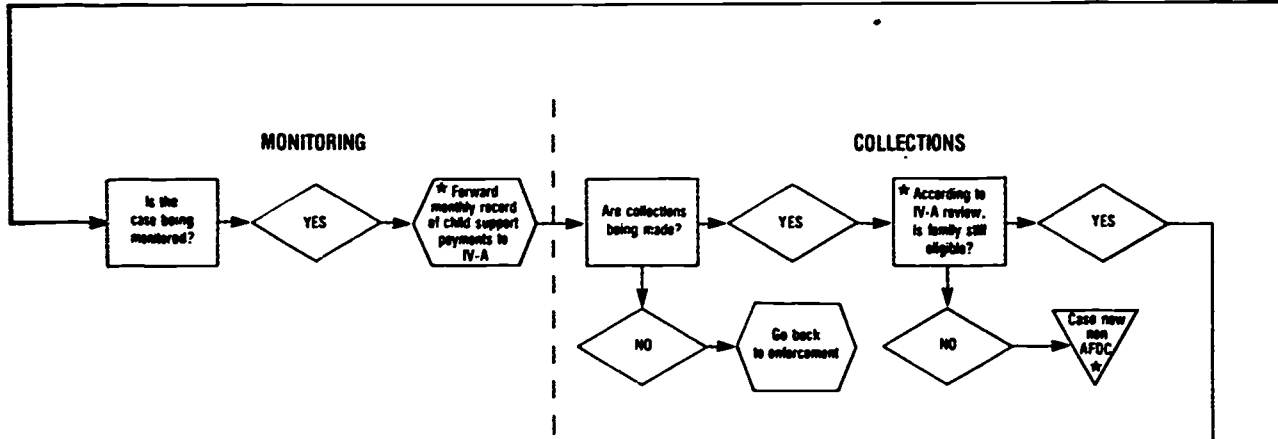 MONITORING
COLLECTIONS
Is the
case being
monitored?
YES
★ Forward
monthly record
of child support
payments to
IV-A
Are collections
being made?
YES
★ According to
IV-A review,
is family still
eligible?
YES
NO
Go back
to enforcement
NO
Case now
non
AFDC
★